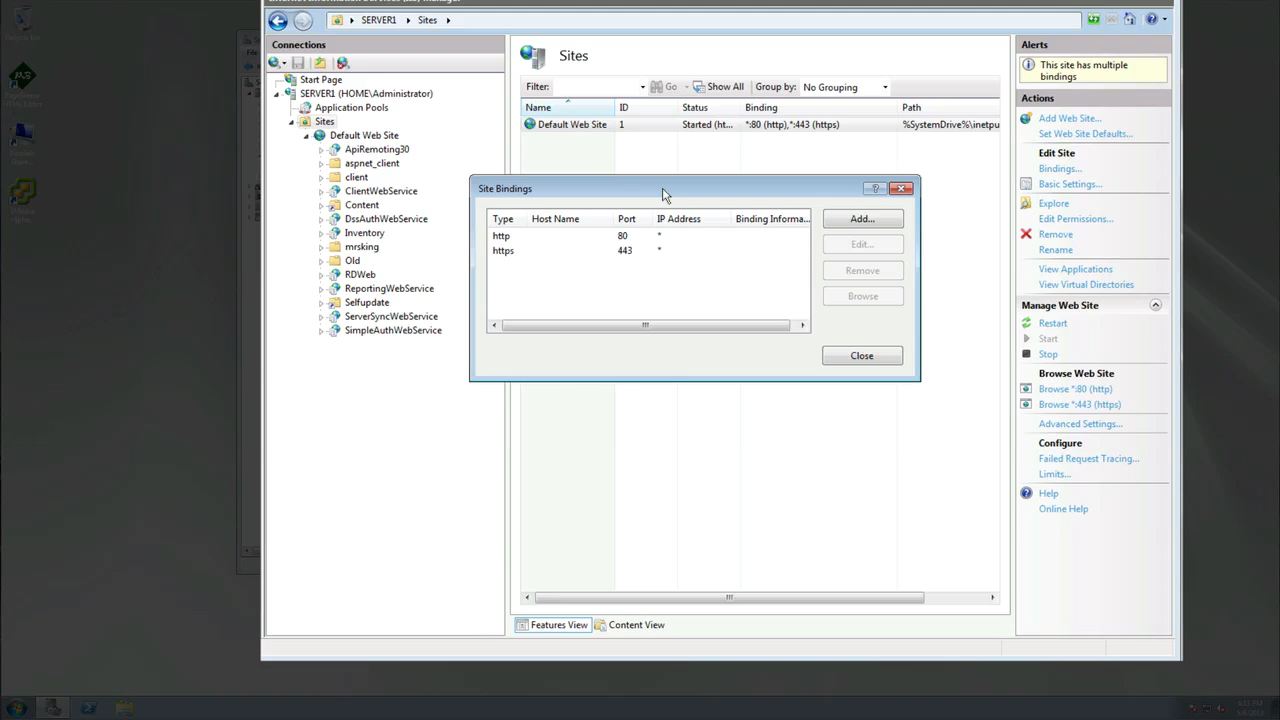 SERVER1
Sites
Connections
Start Page
SERVER1 (HOME\Administrator)
Application Pools
Sites
Default Web Site
ApiRemoting30
aspnet_client
client
ClientWebService
Content
DssAuthWebService
Inventory
mrsking
Old
RDWeb
ReportingWebService
Selfupdate
ServerSyncWebService
SimpleAuthWebService
Sites
Filter:
Go
Show All
Group by:
No Grouping
Name ID Status Binding Path
Default Web Site 1 Started (ht... *:80 (http),*:443 (https) %SystemDrive%\inetpu
Site Bindings
Type Host Name Port IP Address Binding Informa...
http 80 *
https 443 *
Add...
Edit...
Remove
Browse
Close
Features View
Content View
Alerts
This site has multiple
bindings
Actions
Add Web Site...
Set Web Site Defaults...
Edit Site
Bindings...
Basic Settings...
Explore
Edit Permissions...
Remove
Rename
View Applications
View Virtual Directories
Manage Web Site
Restart
Start
Stop
Browse Web Site
Browse *:80 (http)
Browse *:443 (https)
Advanced Settings...
Configure
Failed Request Tracing...
Limits...
Help
Online Help